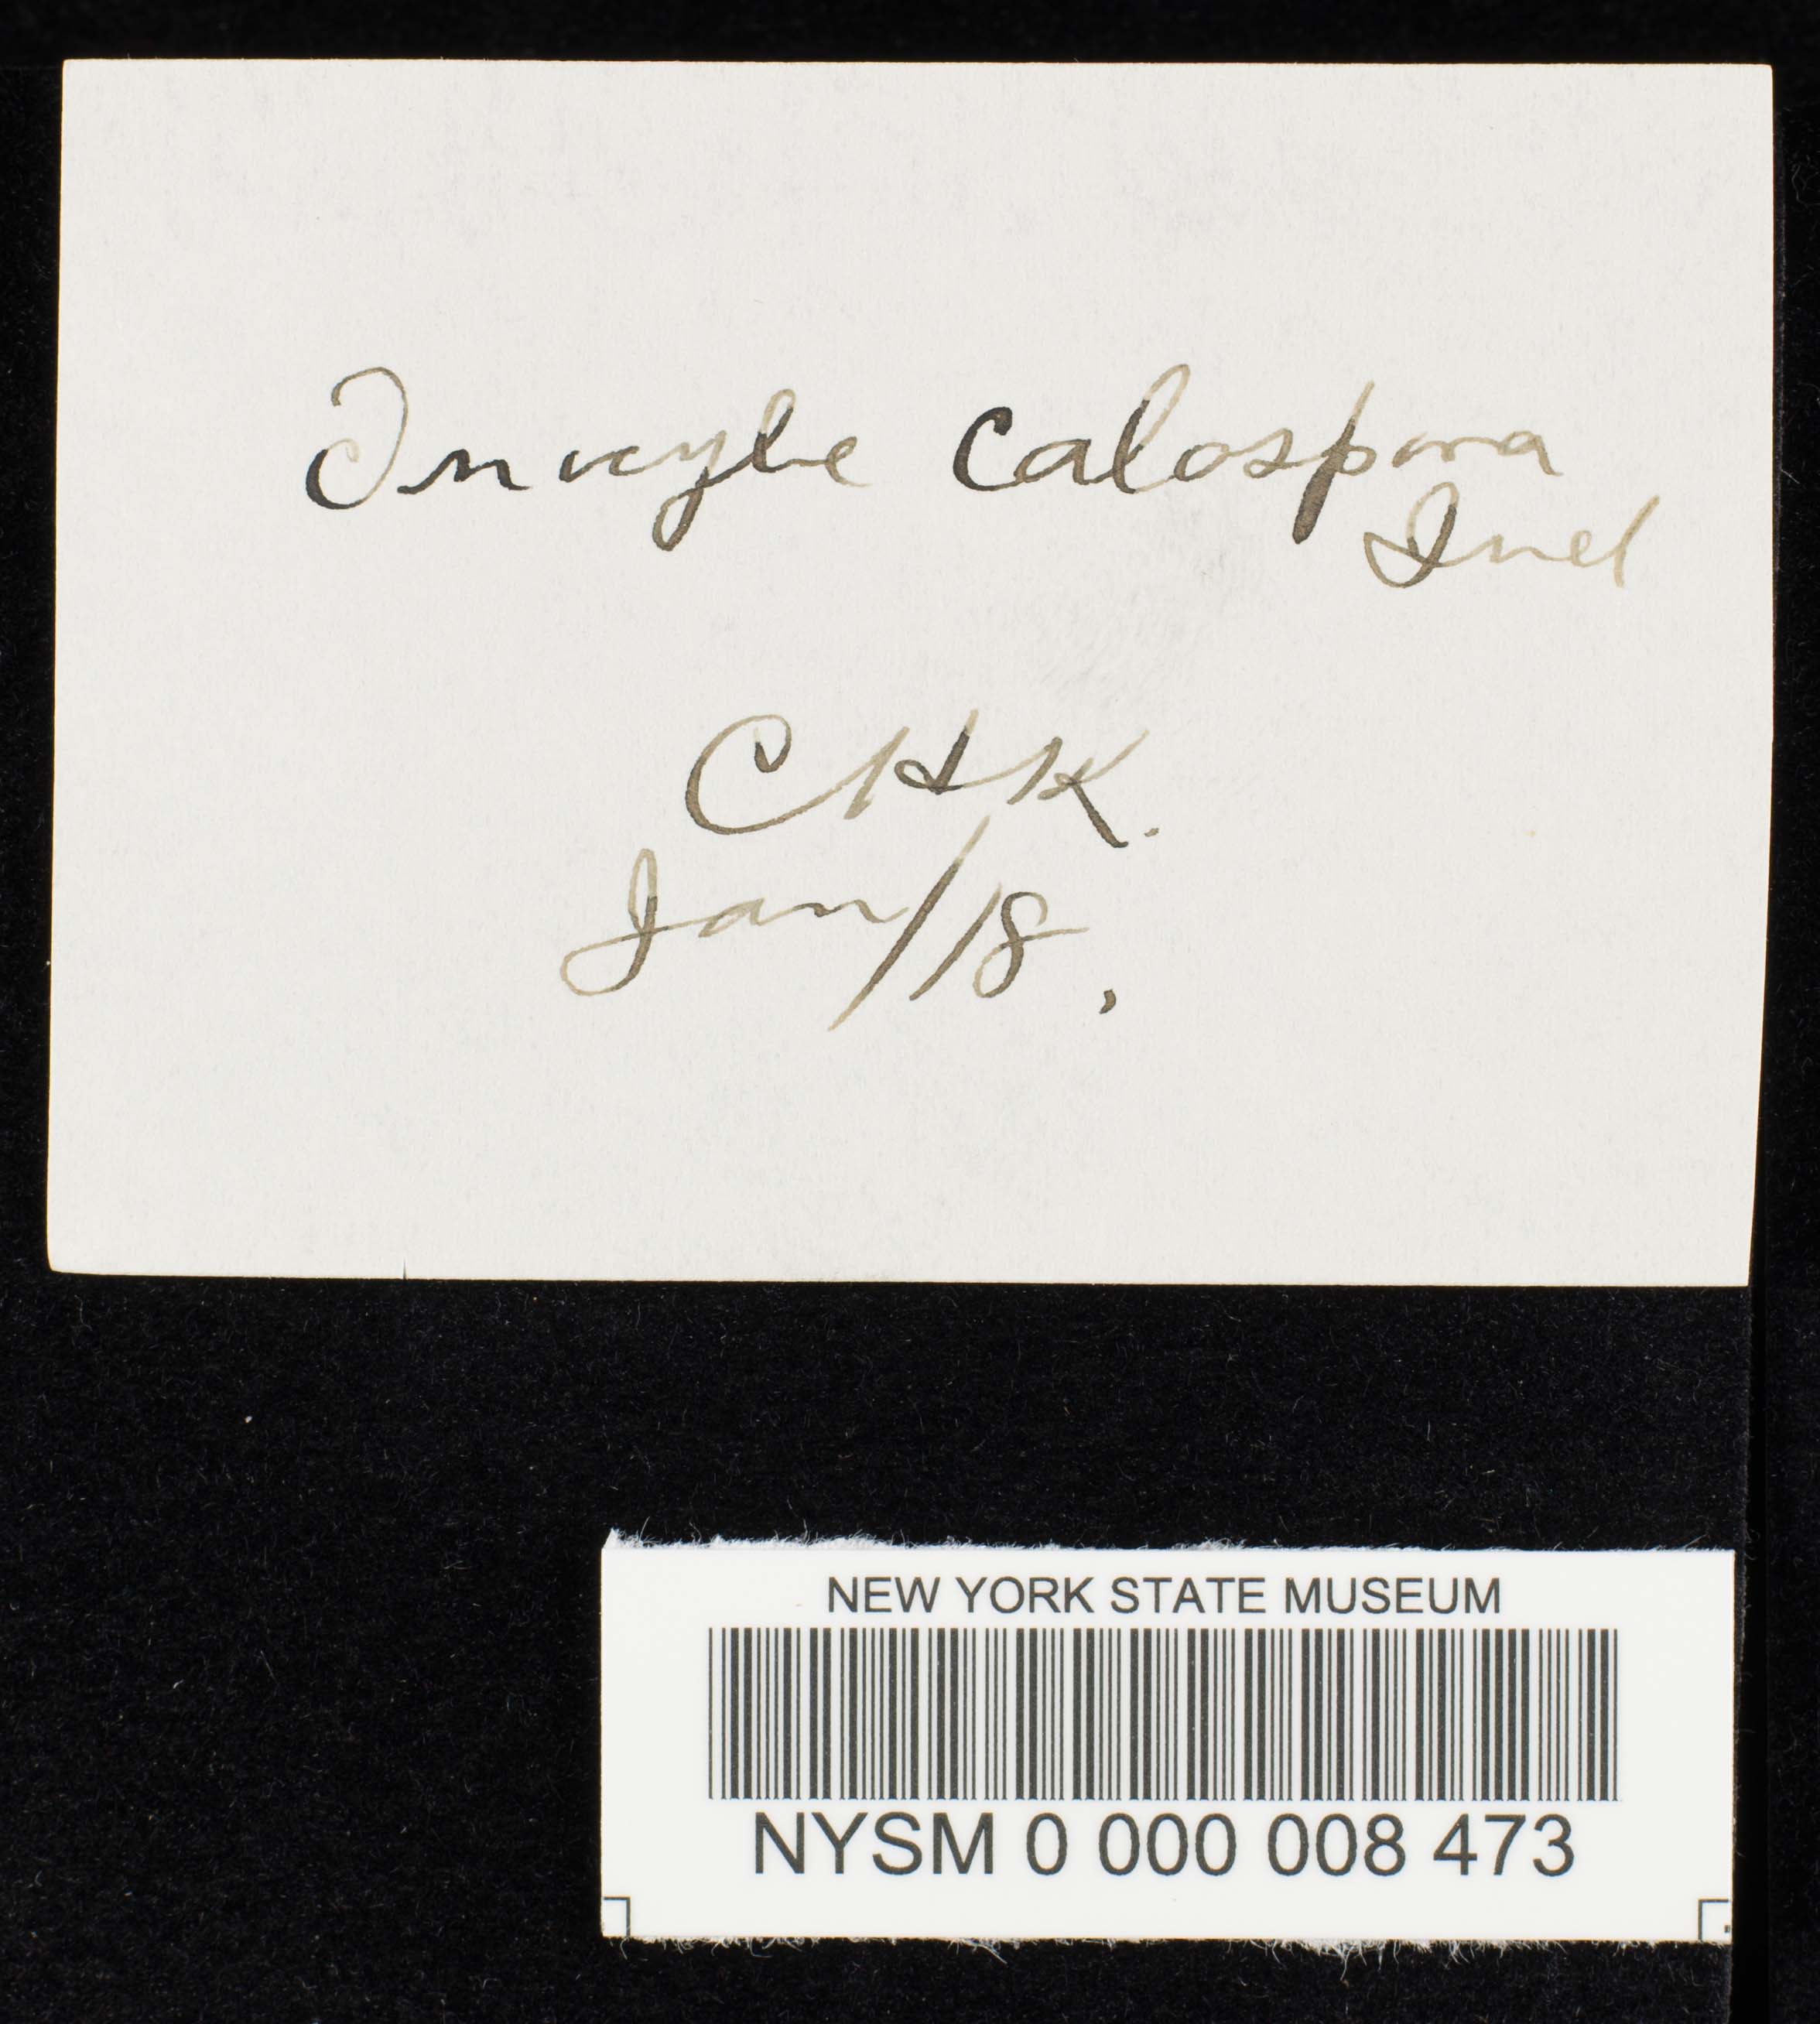 Inocybe calospora
Quel
CHK.
Jan/18.
NEW YORK STATE MUSEUM
NYSM 0 000 008 473